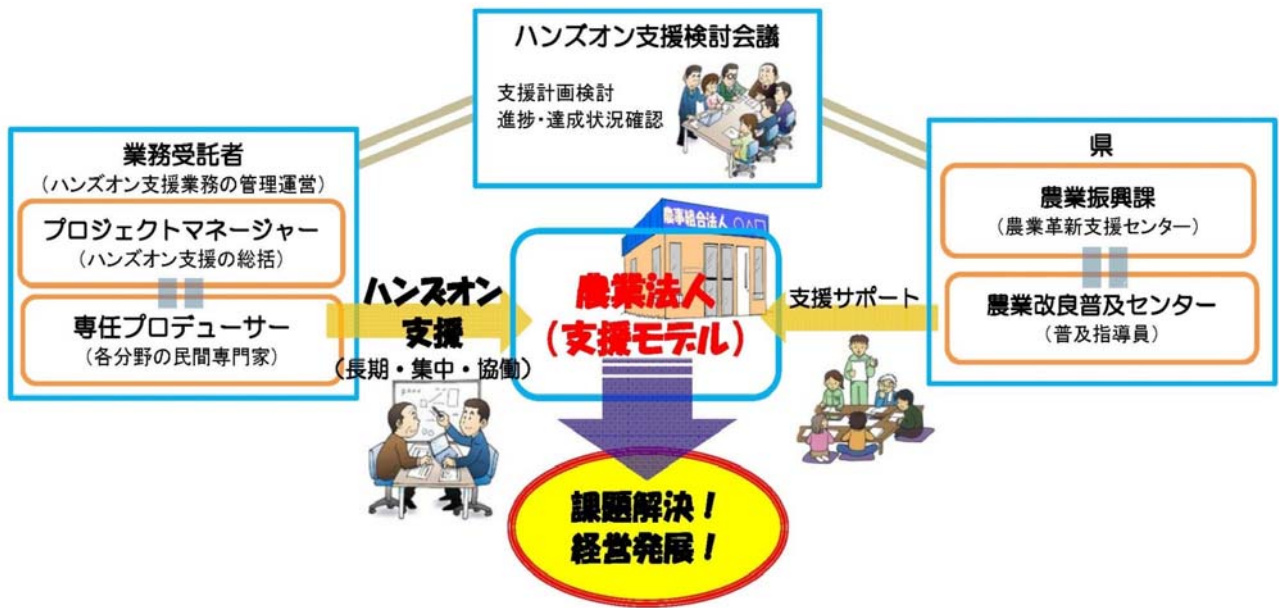 ハンズオン支援検討会議
支援計画検討
進捗・達成状況確認
業務受託者
（ハンズオン支援業務の管理運営）
プロジェクトマネージャー
（ハンズオン支援の総括）
専任プロデューサー
（各分野の民間専門家）
ハンズオン
支援
（長期・集中・協働）
農事組合法人 ○△□
農業法人
（支援モデル）
支援サポート
県
農業振興課
（農業革新支援センター）
農業改良普及センター
（普及指導員）
課題解決！
経営発展！